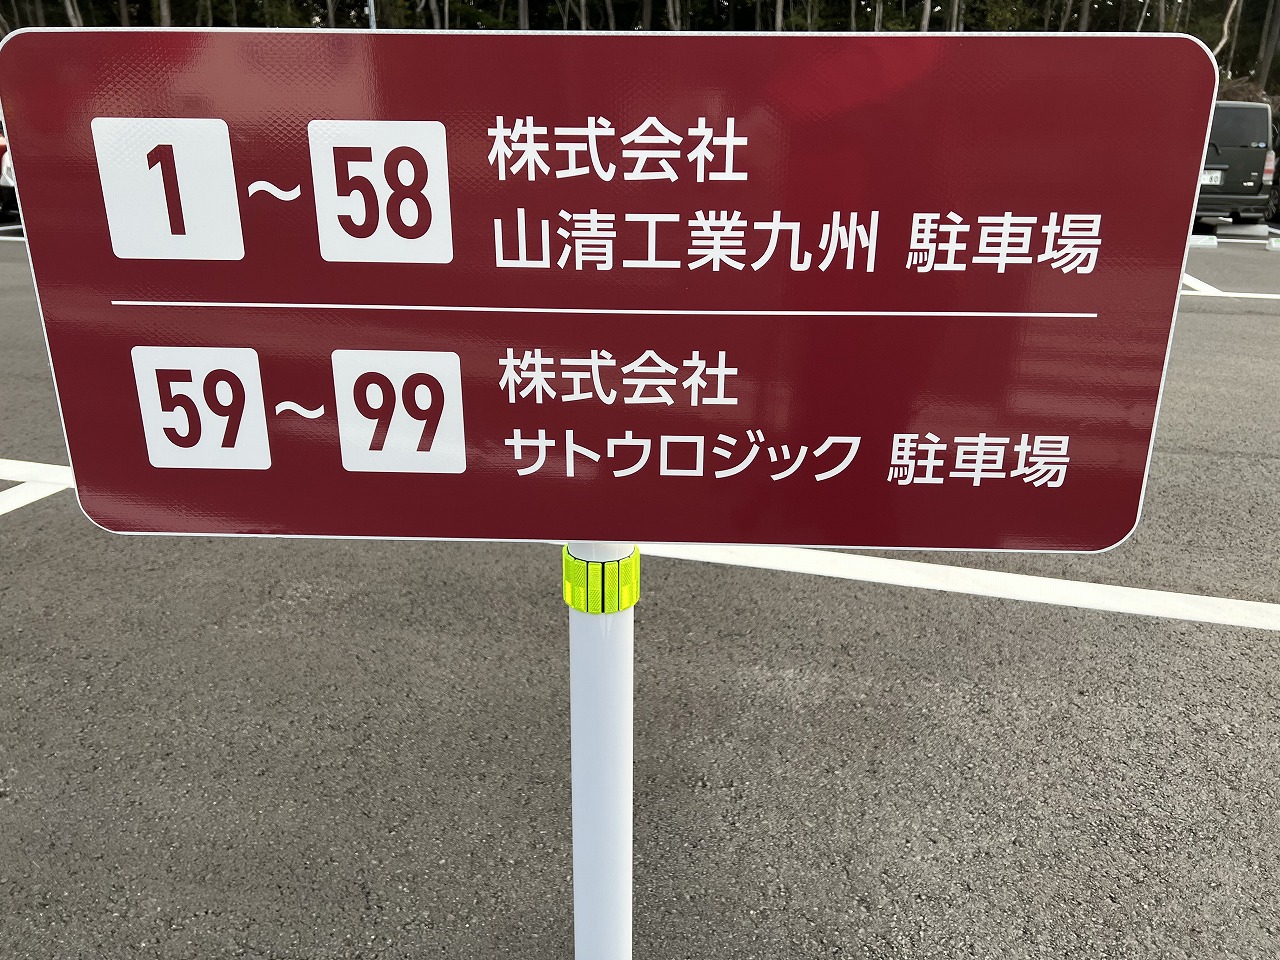 1～58 株式会社
山清工業九州 駐車場
59～99 株式会社
サトウロジック 駐車場
80